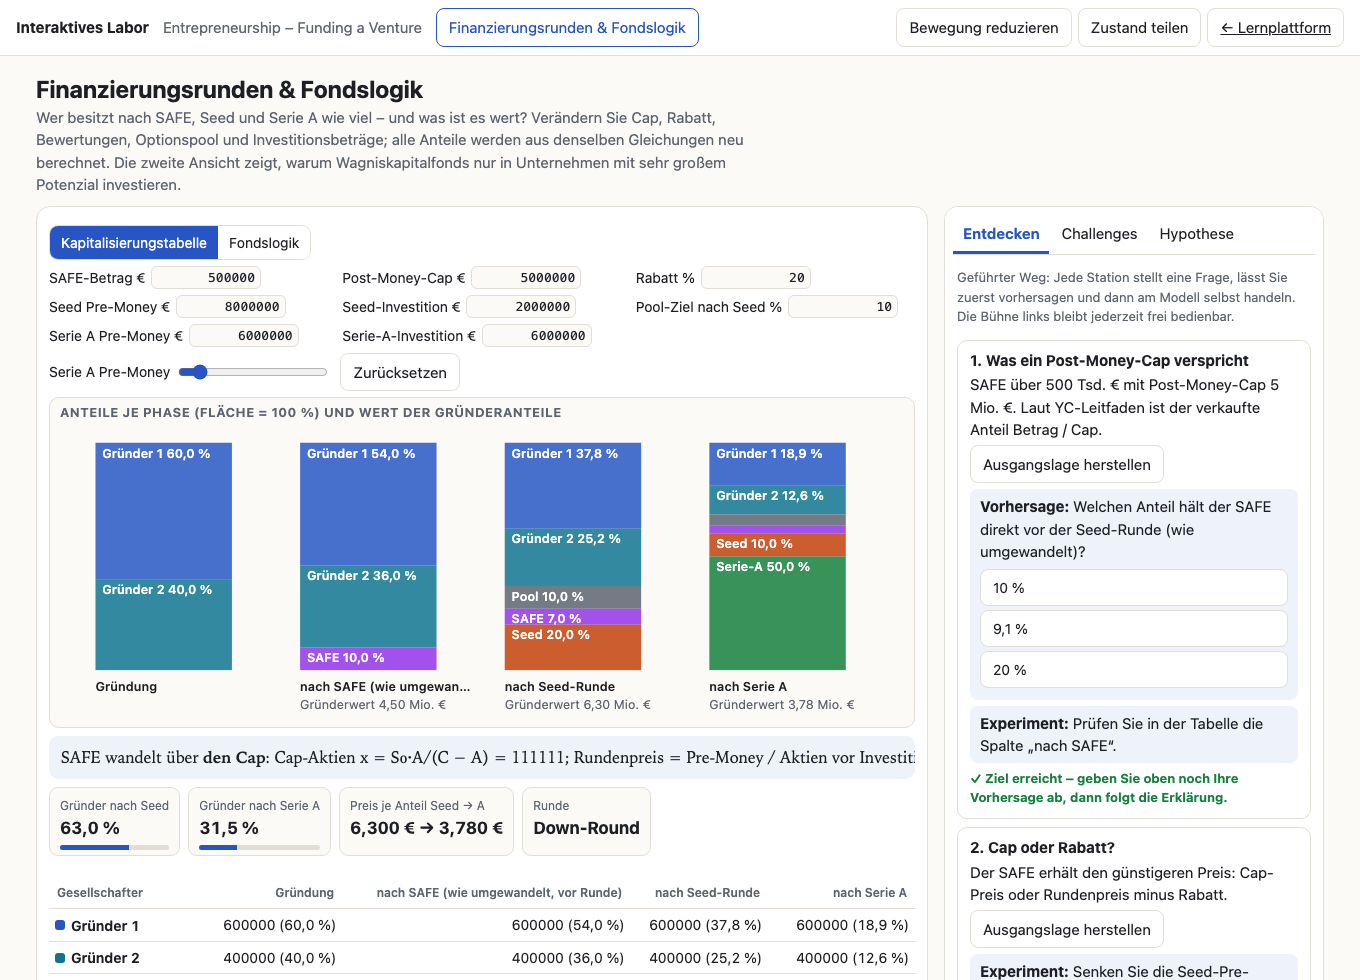 Interaktives Labor
Entrepreneurship – Funding a Venture
Finanzierungsrunden & Fondslogik
Bewegung reduzieren
Zustand teilen
← Lernplattform
Finanzierungsrunden & Fondslogik
Wer besitzt nach SAFE, Seed und Serie A wie viel – und was ist es wert? Verändern Sie Cap, Rabatt,
Bewertungen, Optionspool und Investitionsbeträge; alle Anteile werden aus denselben Gleichungen neu
berechnet. Die zweite Ansicht zeigt, warum Wagniskapitalfonds nur in Unternehmen mit sehr großem
Potenzial investieren.
Kapitalisierungstabelle
Fondslogik
SAFE-Betrag € 500000
Post-Money-Cap € 5000000
Rabatt % 20
Seed Pre-Money € 8000000
Seed-Investition € 2000000
Pool-Ziel nach Seed % 10
Serie A Pre-Money € 6000000
Serie-A-Investition € 6000000
Serie A Pre-Money
Zurücksetzen
ANTEILE JE PHASE (FLÄCHE = 100 %) UND WERT DER GRÜNDERANTEILE
Gründer 1 60,0 %
Gründer 2 40,0 %
Gründung
Gründer 1 54,0 %
Gründer 2 36,0 %
SAFE 10,0 %
nach SAFE (wie umgewan…
Gründerwert 4,50 Mio. €
Gründer 1 37,8 %
Gründer 2 25,2 %
Pool 10,0 %
SAFE 7,0 %
Seed 20,0 %
nach Seed-Runde
Gründerwert 6,30 Mio. €
Gründer 1 18,9 %
Gründer 2 12,6 %
Seed 10,0 %
Serie-A 50,0 %
nach Serie A
Gründerwert 3,78 Mio. €
SAFE wandelt über den Cap: Cap-Aktien x = S₀·A/(C − A) = 111111; Rundenpreis = Pre-Money / Aktien vor Investiti
Gründer nach Seed
63,0 %
Gründer nach Serie A
31,5 %
Preis je Anteil Seed → A
6,300 € → 3,780 €
Runde
Down-Round
Gesellschafter Gründung nach SAFE (wie umgewandelt, vor Runde) nach Seed-Runde nach Serie A
Gründer 1 600000 (60,0 %) 600000 (54,0 %) 600000 (37,8 %) 600000 (18,9 %)
Gründer 2 400000 (40,0 %) 400000 (36,0 %) 400000 (25,2 %) 400000 (12,6 %)
Entdecken
Challenges
Hypothese
Geführter Weg: Jede Station stellt eine Frage, lässt Sie
zuerst vorhersagen und dann am Modell selbst handeln.
Die Bühne links bleibt jederzeit frei bedienbar.
1. Was ein Post-Money-Cap verspricht
SAFE über 500 Tsd. € mit Post-Money-Cap 5
Mio. €. Laut YC-Leitfaden ist der verkaufte
Anteil Betrag / Cap.
Ausgangslage herstellen
Vorhersage: Welchen Anteil hält der SAFE
direkt vor der Seed-Runde (wie
umgewandelt)?
10 %
9,1 %
20 %
Experiment: Prüfen Sie in der Tabelle die
Spalte „nach SAFE“.
✓ Ziel erreicht – geben Sie oben noch Ihre
Vorhersage ab, dann folgt die Erklärung.
2. Cap oder Rabatt?
Der SAFE erhält den günstigeren Preis: Cap-
Preis oder Rundenpreis minus Rabatt.
Ausgangslage herstellen
Experiment: Senken Sie die Seed-Pre-